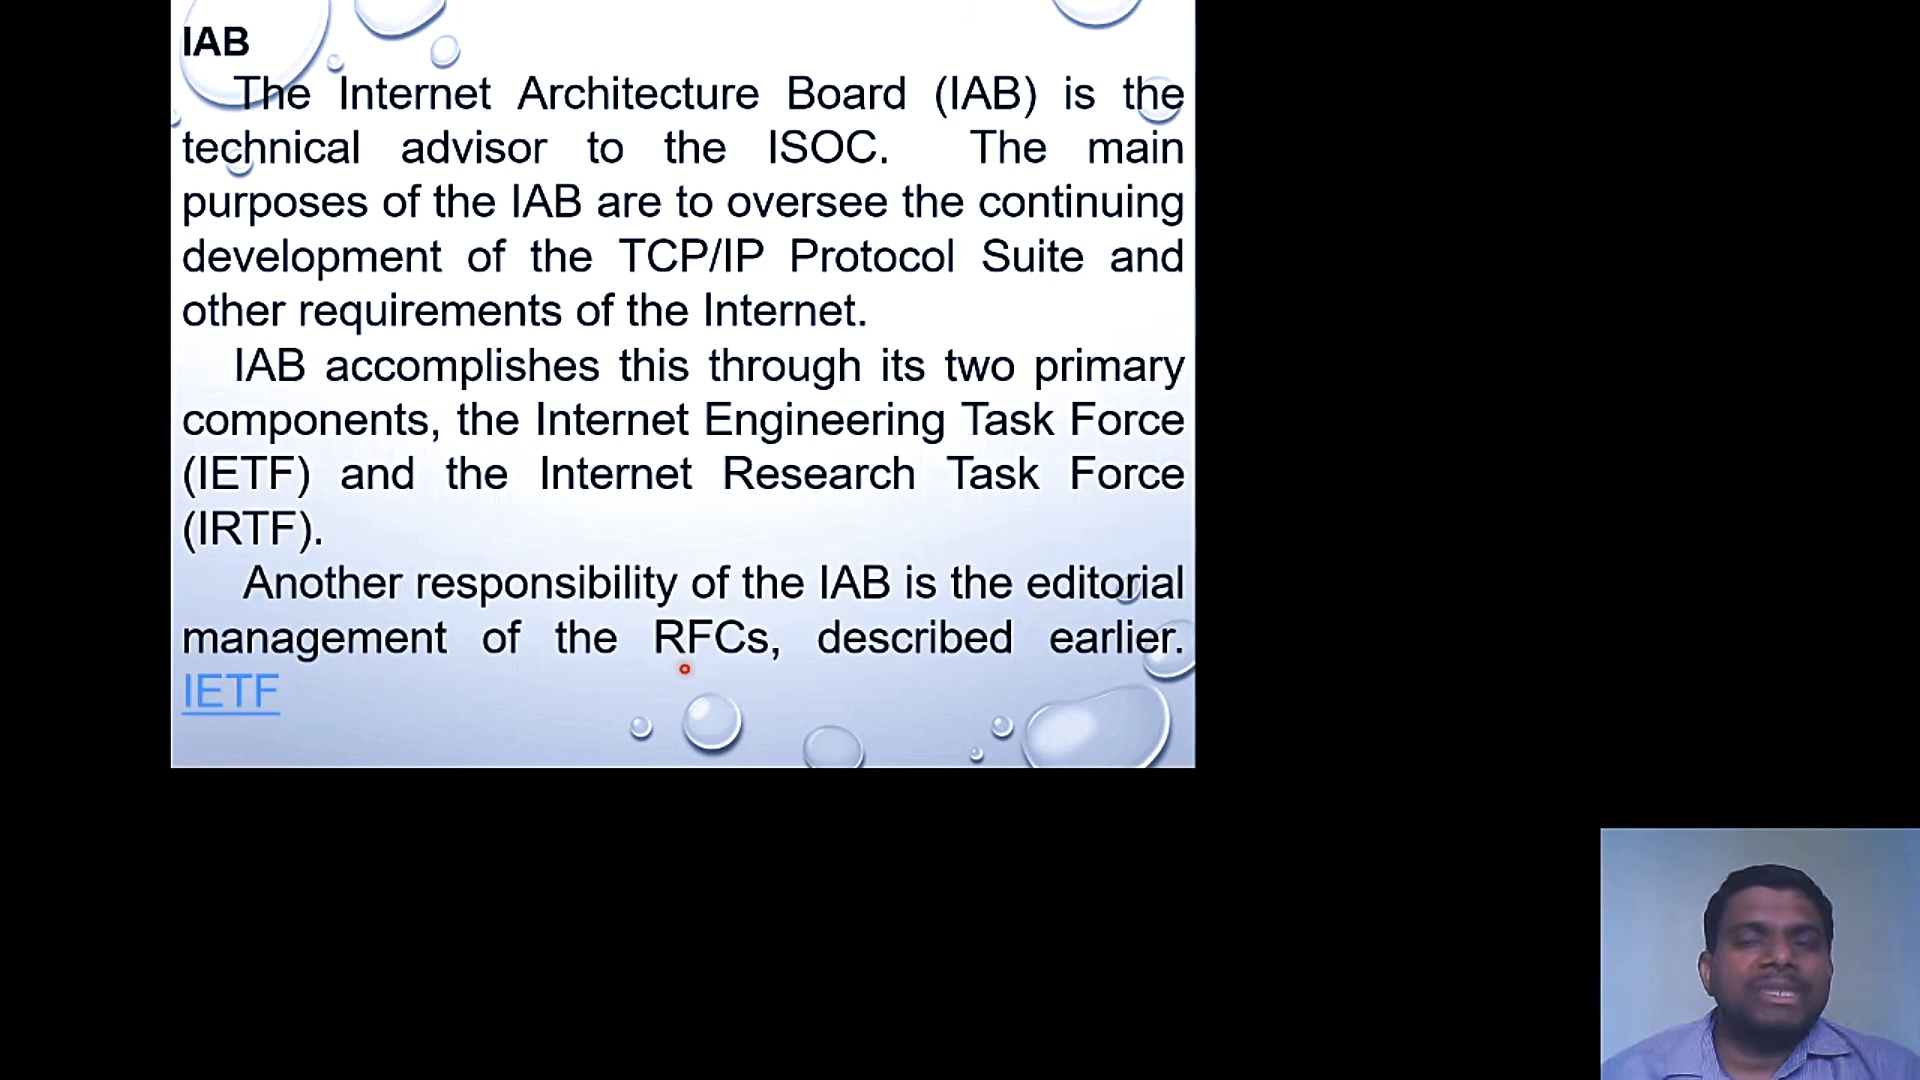 IAB
The Internet Architecture Board (IAB) is the
technical advisor to the ISOC. The main
purposes of the IAB are to oversee the continuing
development of the TCP/IP Protocol Suite and
other requirements of the Internet.
IAB accomplishes this through its two primary
components, the Internet Engineering Task Force
(IETF) and the Internet Research Task Force
(IRTF).
Another responsibility of the IAB is the editorial
management of the RFCs, described earlier.
IETF